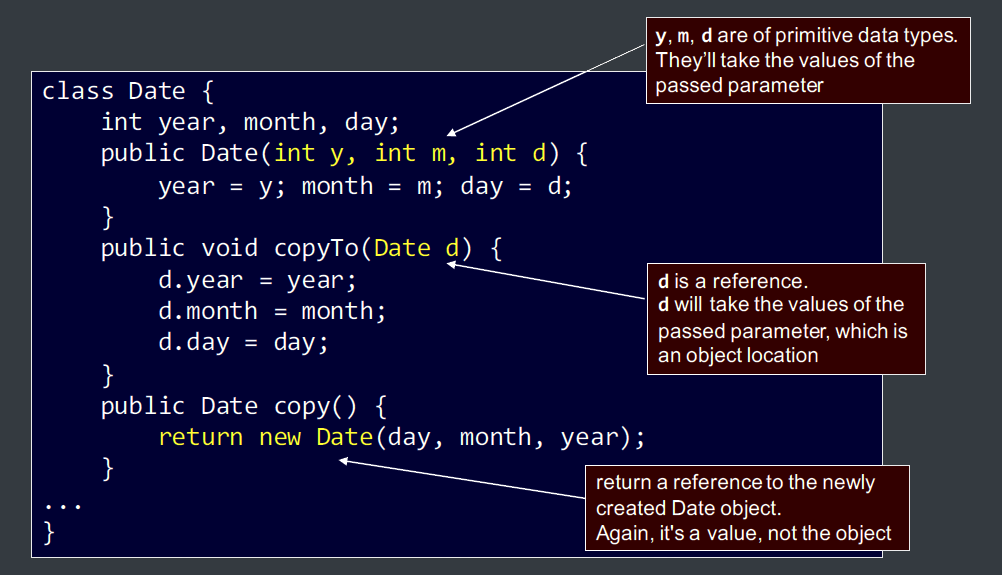 y, m, d are of primitive data types.
They’ll take the values of the
passed parameter
class Date {
    int year, month, day;
    public Date(int y, int m, int d) {
        year = y; month = m; day = d;
    }
    public void copyTo(Date d) {
        d.year = year;
        d.month = month;
        d.day = day;
    }
    public Date copy() {
        return new Date(day, month, year);
    }
...
}
d is a reference.
d will take the values of the
passed parameter, which is
an object location
return a reference to the newly
created Date object.
Again, it's a value, not the object